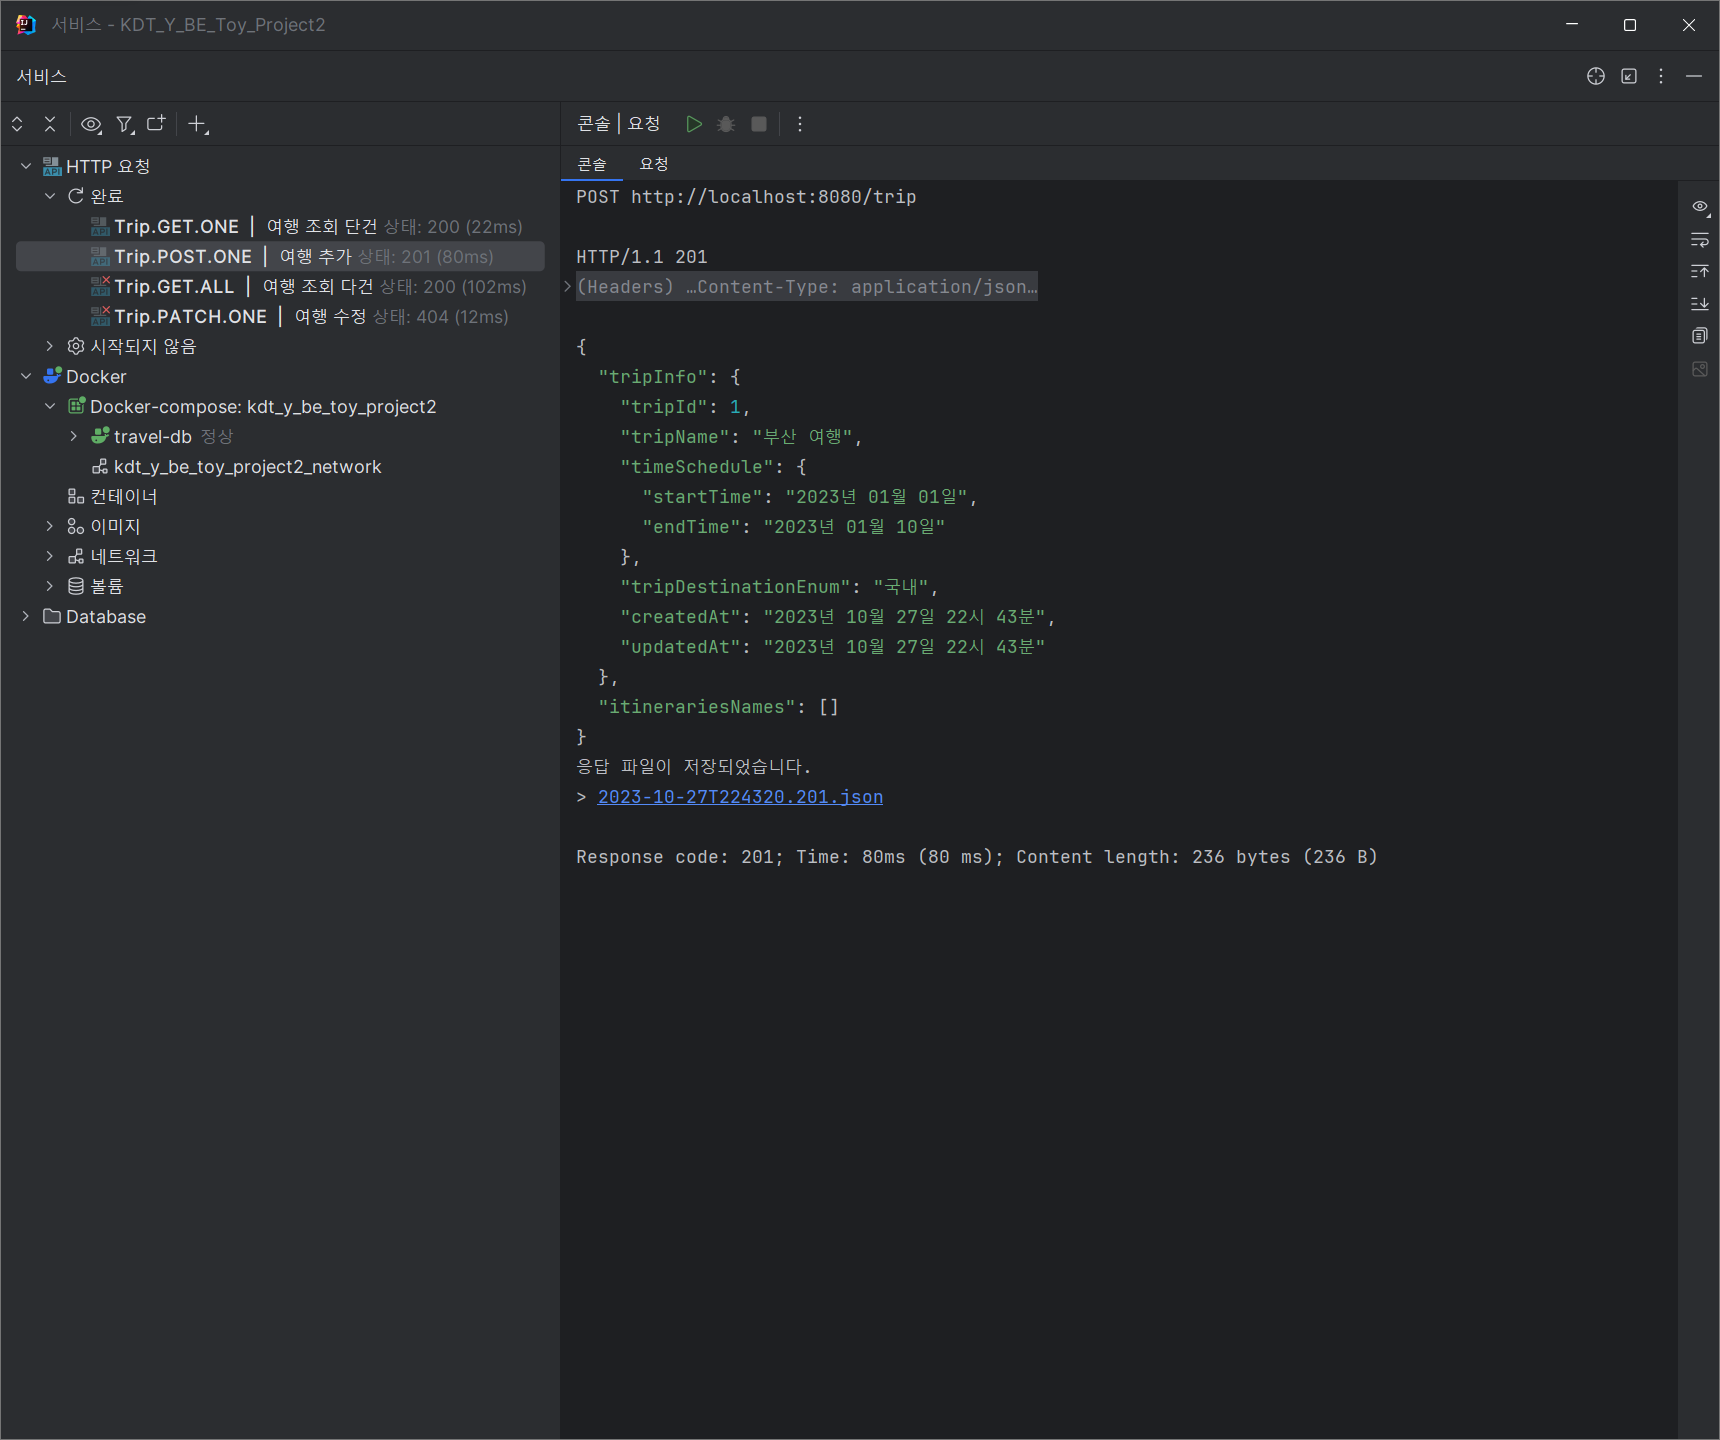 서비스 - KDT_Y_BE_Toy_Project2
서비스
콘솔 | 요청
HTTP 요청
완료
Trip.GET.ONE | 여행 조회 단건 상태: 200 (22ms)
Trip.POST.ONE | 여행 추가 상태: 201 (80ms)
Trip.GET.ALL | 여행 조회 다건 상태: 200 (102ms)
Trip.PATCH.ONE | 여행 수정 상태: 404 (12ms)
시작되지 않음
Docker
Docker-compose: kdt_y_be_toy_project2
travel-db 정상
kdt_y_be_toy_project2_network
컨테이너
이미지
네트워크
볼륨
Database
콘솔 요청
POST http://localhost:8080/trip
HTTP/1.1 201
(Headers) …Content-Type: application/json…
{
"tripInfo": {
"tripId": 1,
"tripName": "부산 여행",
"timeSchedule": {
"startTime": "2023년 01월 01일",
"endTime": "2023년 01월 10일"
},
"tripDestinationEnum": "국내",
"createdAt": "2023년 10월 27일 22시 43분",
"updatedAt": "2023년 10월 27일 22시 43분"
},
"itinerariesNames": []
}
응답 파일이 저장되었습니다.
> 2023-10-27T224320.201.json
Response code: 201; Time: 80ms (80 ms); Content length: 236 bytes (236 B)